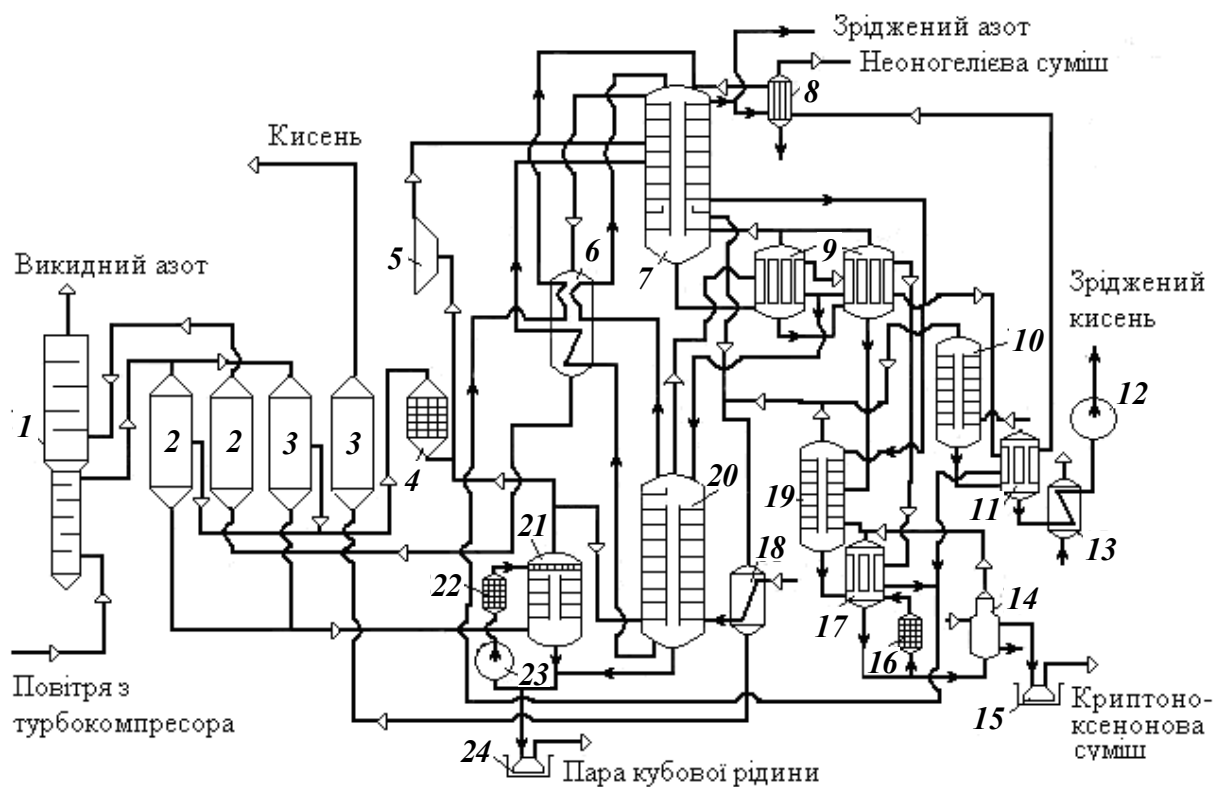 Зріджений азот
Неоногелієва суміш
8
Кисень
5
6
7
9
Викидний азот
Зріджений
кисень
10
12
1
2
2
3
3
4
11
13
19
20
21
18
22
17
14
16
23
15
Повітря з
турбокомпресора
24
Пара кубової рідини
Криптоно-
ксенонова
суміш